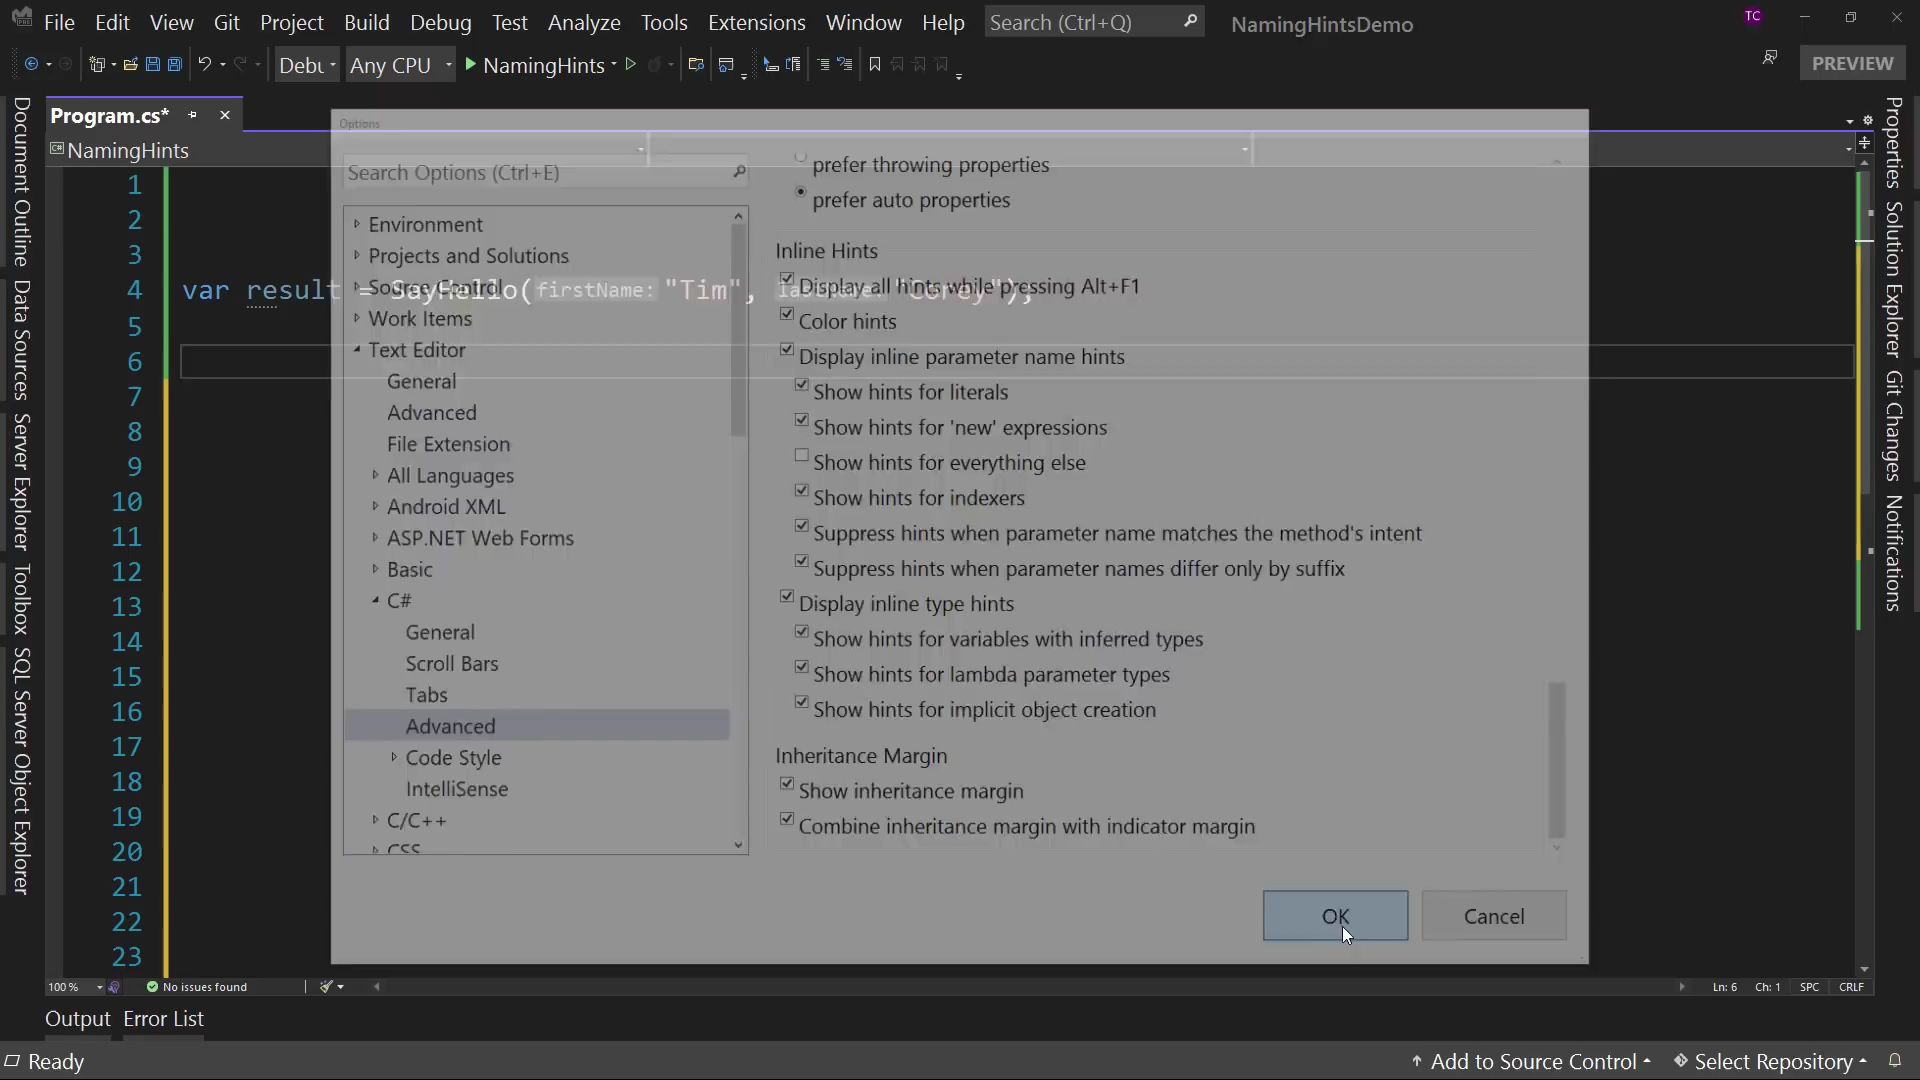 File Edit View Git Project Build Debug Test Analyze Tools Extensions Window Help Search (Ctrl+Q) NamingHintsDemo TC
Debu Any CPU NamingHints PREVIEW
Program.cs*
NamingHints
Document Outline
Data Sources
Server Explorer
Toolbox
SQL Server Object Explorer
1
2
3
4 var result = SayHello(firstName: "Tim", lastName: "Corey");
5
6
7
8
9
10
11
12
13
14
15
16
17
18
19
20
21
22
23
Options
Search Options (Ctrl+E)
Environment
Projects and Solutions
Source Control
Work Items
Text Editor
General
Advanced
File Extension
All Languages
Android XML
ASP.NET Web Forms
Basic
C#
General
Scroll Bars
Tabs
Advanced
Code Style
IntelliSense
C/C++
CSS
prefer throwing properties
prefer auto properties
Inline Hints
Display all hints while pressing Alt+F1
Color hints
Display inline parameter name hints
Show hints for literals
Show hints for 'new' expressions
Show hints for everything else
Show hints for indexers
Suppress hints when parameter name matches the method's intent
Suppress hints when parameter names differ only by suffix
Display inline type hints
Show hints for variables with inferred types
Show hints for lambda parameter types
Show hints for implicit object creation
Inheritance Margin
Show inheritance margin
Combine inheritance margin with indicator margin
OK Cancel
Properties
Solution Explorer
Git Changes
Notifications
100 % No issues found Ln: 6 Ch: 1 SPC CRLF
Output Error List
Ready Add to Source Control Select Repository